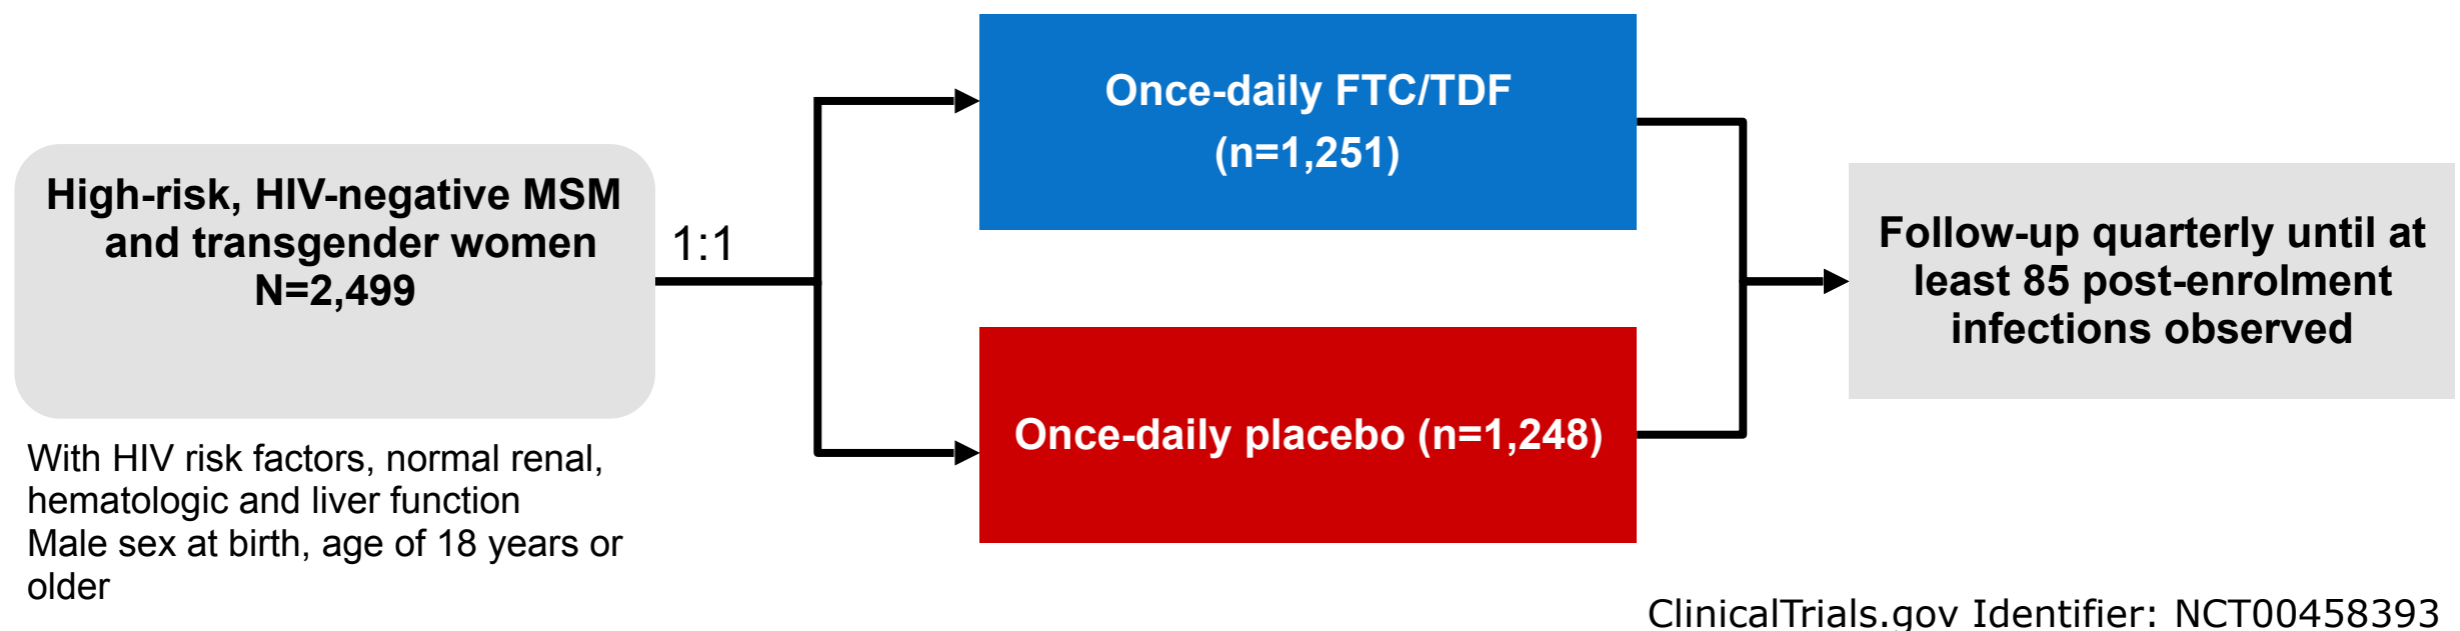 High-risk, HIV-negative MSM
and transgender women
N=2,499
With HIV risk factors, normal renal,
hematologic and liver function
Male sex at birth, age of 18 years or
older
1:1
Once-daily FTC/TDF
(n=1,251)
Once-daily placebo (n=1,248)
Follow-up quarterly until at
least 85 post-enrolment
infections observed
ClinicalTrials.gov Identifier: NCT00458393